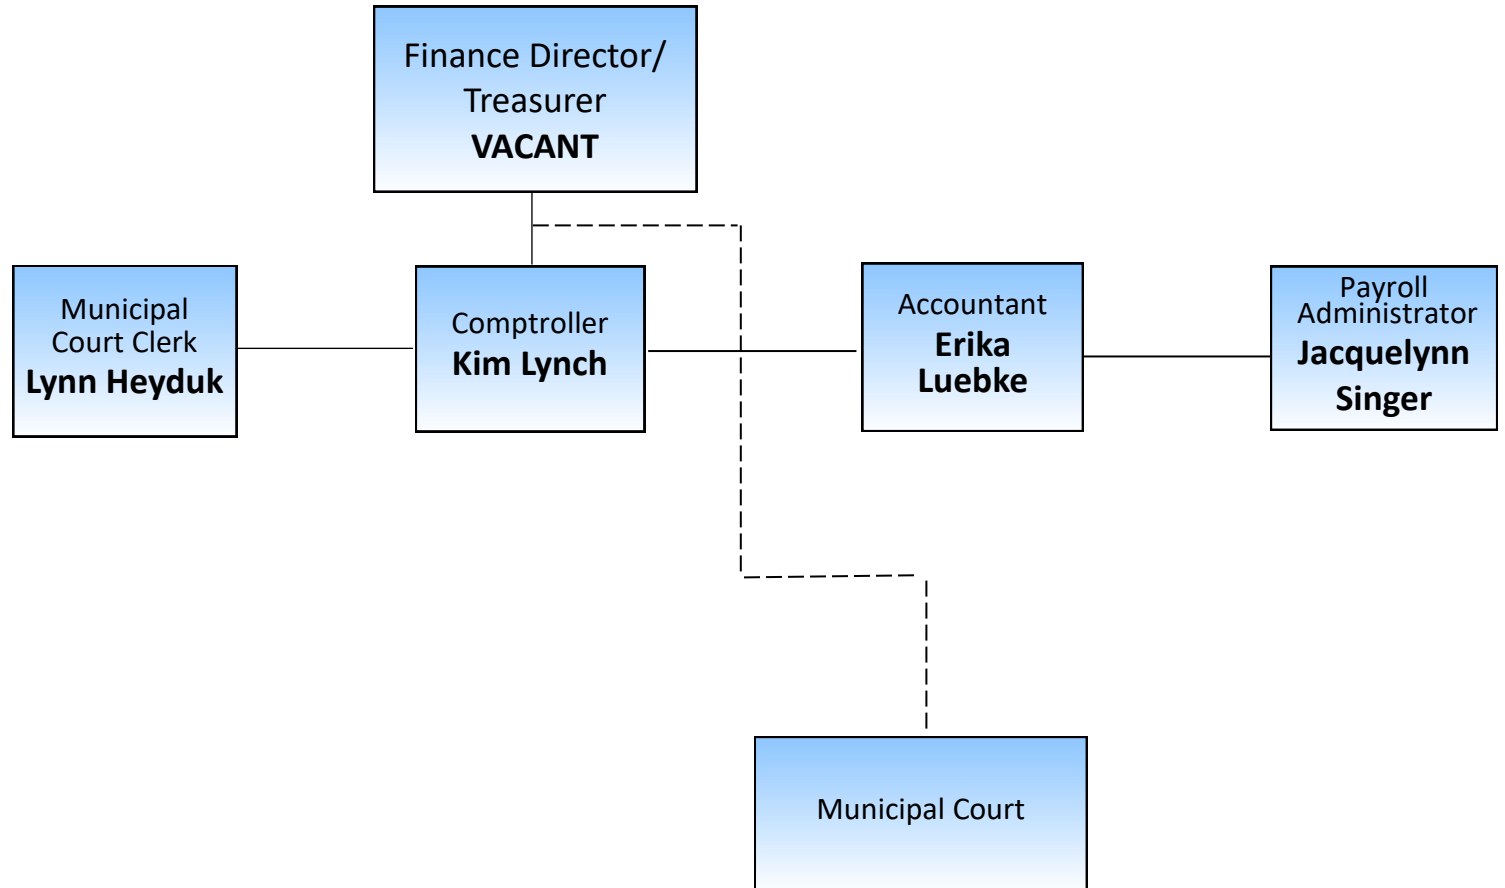 Finance Director/
Treasurer
VACANT
Municipal
Court Clerk
Lynn Heyduk
Comptroller
Kim Lynch
Accountant
Erika
Luebke
Payroll
Administrator
Jacquelynn
Singer
Municipal Court